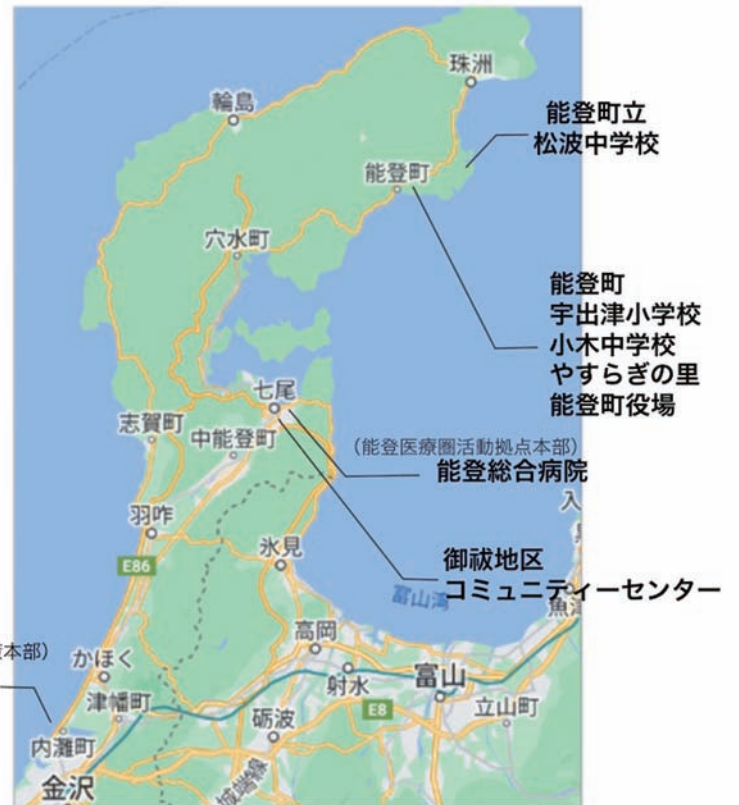 珠洲
輪島
能登町立
松波中学校
能登町
穴水町
能登町
宇出津小学校
小木中学校
やすらぎの里
能登町役場
七尾
志賀町
中能登町
（能登医療圏活動拠点本部）
能登総合病院
入
羽咋
氷見
E86
御祓地区
コミュニティーセンター
富山湾
高岡
本部）
かほく
射水
富山
津幡町
E8
立山町
砺波
内灘町
金沢
城端線